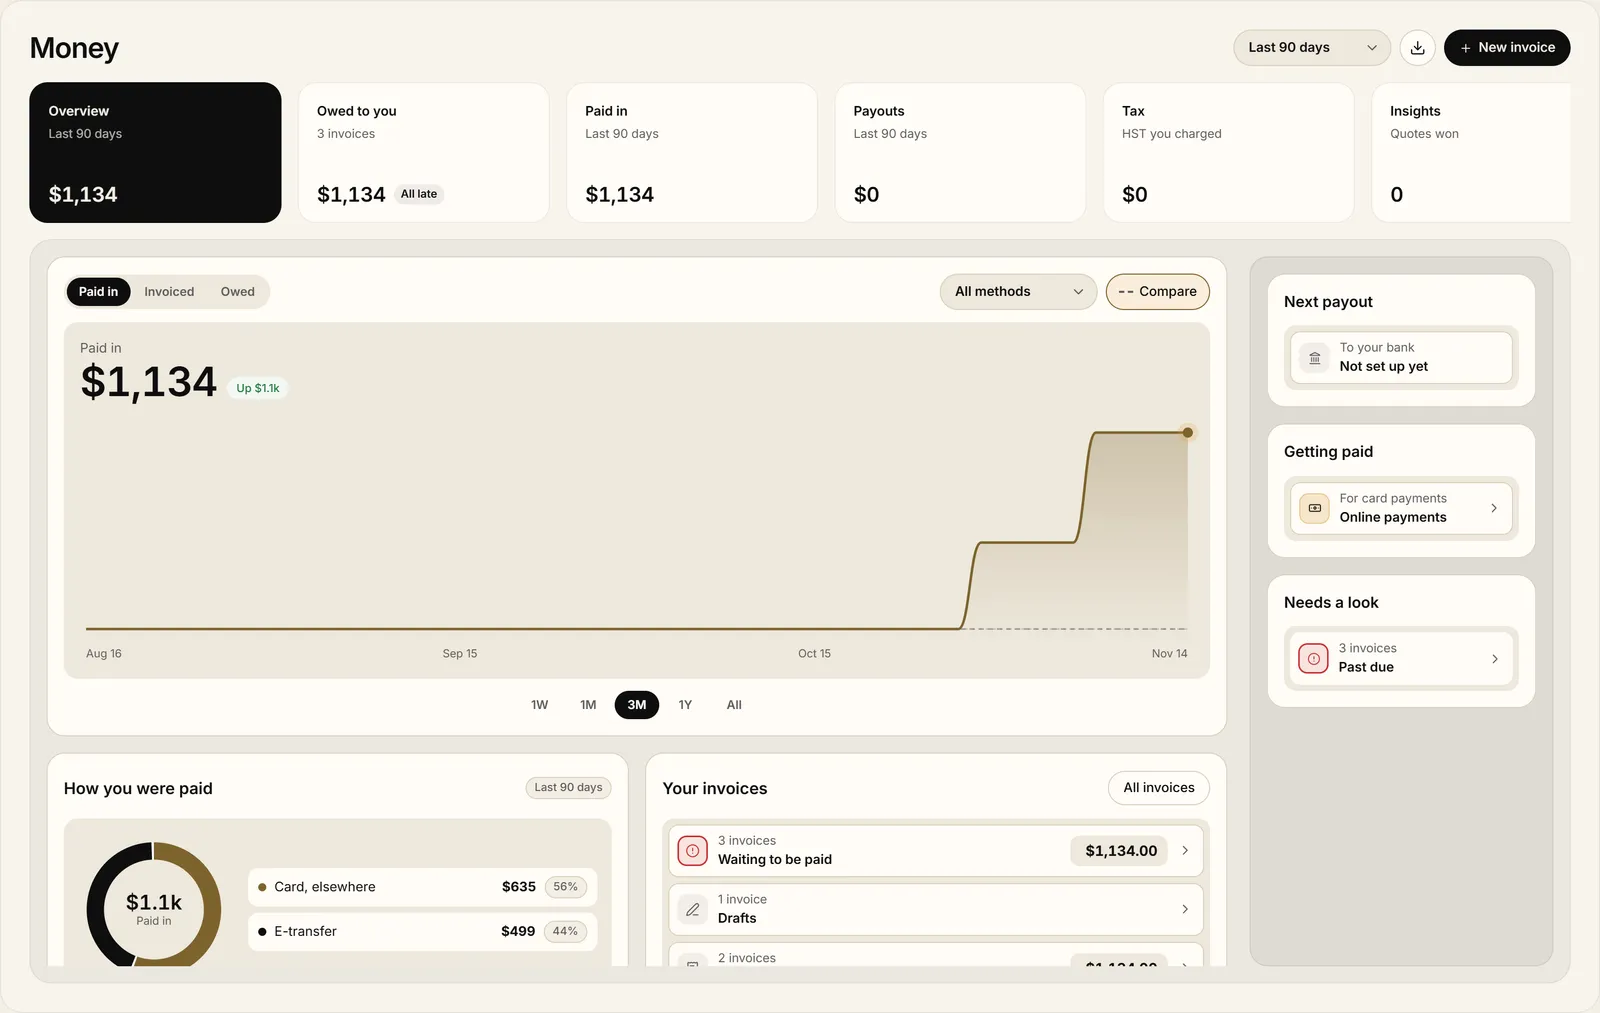 Money
Last 90 days
+ New invoice
Overview
Last 90 days
$1,134
Owed to you
3 invoices
$1,134 All late
Paid in
Last 90 days
$1,134
Payouts
Last 90 days
$0
Tax
HST you charged
$0
Insights
Quotes won
0
Paid in Invoiced Owed
All methods
-- Compare
Paid in
$1,134 Up $1.1k
Aug 16 Sep 15 Oct 15 Nov 14
1W 1M 3M 1Y All
Next payout
To your bank
Not set up yet
Getting paid
For card payments
Online payments
Needs a look
3 invoices
Past due
How you were paid
Last 90 days
$1.1k
Paid in
Card, elsewhere $635 56%
E-transfer $499 44%
Your invoices
All invoices
3 invoices
Waiting to be paid
$1,134.00
1 invoice
Drafts
2 invoices
$1,134.00